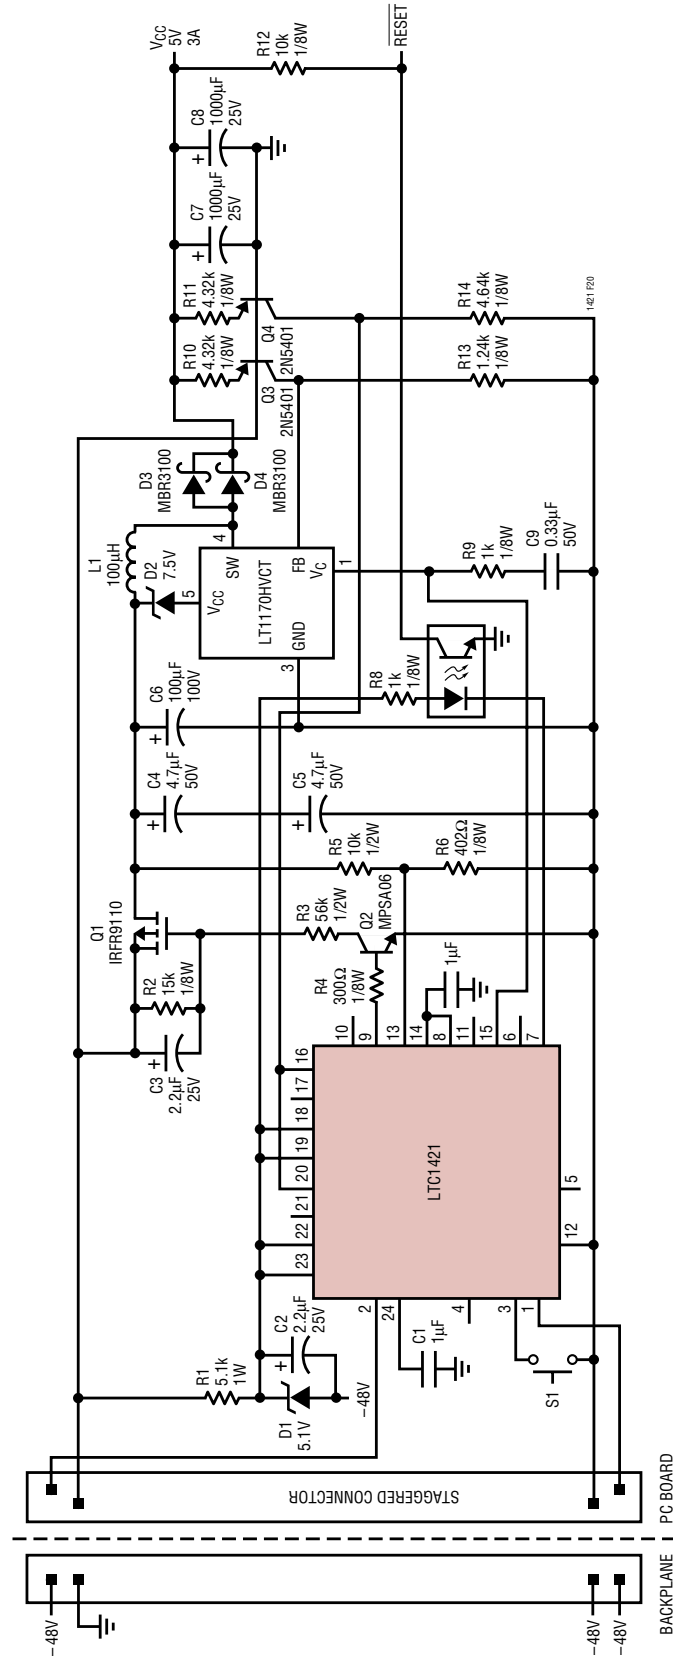 VCC
5V
3A
R12
10k
1/8W
RESET
C8
1000µF
25V
+
C7
1000µF
25V
+
R11
4.32k
1/8W
R10
4.32k
1/8W
Q4
2N5401
Q3
2N5401
R14
4.64k
1/8W
R13
1.24k
1/8W
1421 F20
D3
MBR3100
D4
MBR3100
L1
100µH
D2
7.5V
4
SW
5
VCC
LT1170HVCT
FB
VC
1
GND
3
R9
1k
1/8W
C9
0.33µF
50V
C6
100µF
100V
+
R8
1k
1/8W
C4
4.7µF
50V
+
C5
4.7µF
50V
+
R5
10k
1/2W
R6
402Ω
1/8W
Q1
IRFR9110
R3
56k
1/2W
Q2
MPSA06
R2
15k
1/8W
R4
300Ω
1/8W
1µF
C3
2.2µF
25V
+
10
9
13
14
8
11
15
6
7
16
17
18
19
20
21
22
23
LTC1421
5
12
2
24
4
3
1
C2
2.2µF
25V
+
C1
1µF
R1
5.1k
1W
D1
5.1V
–48V
S1
STAGGERED CONNECTOR
PC BOARD
BACKPLANE
–48V
–48V
–48V